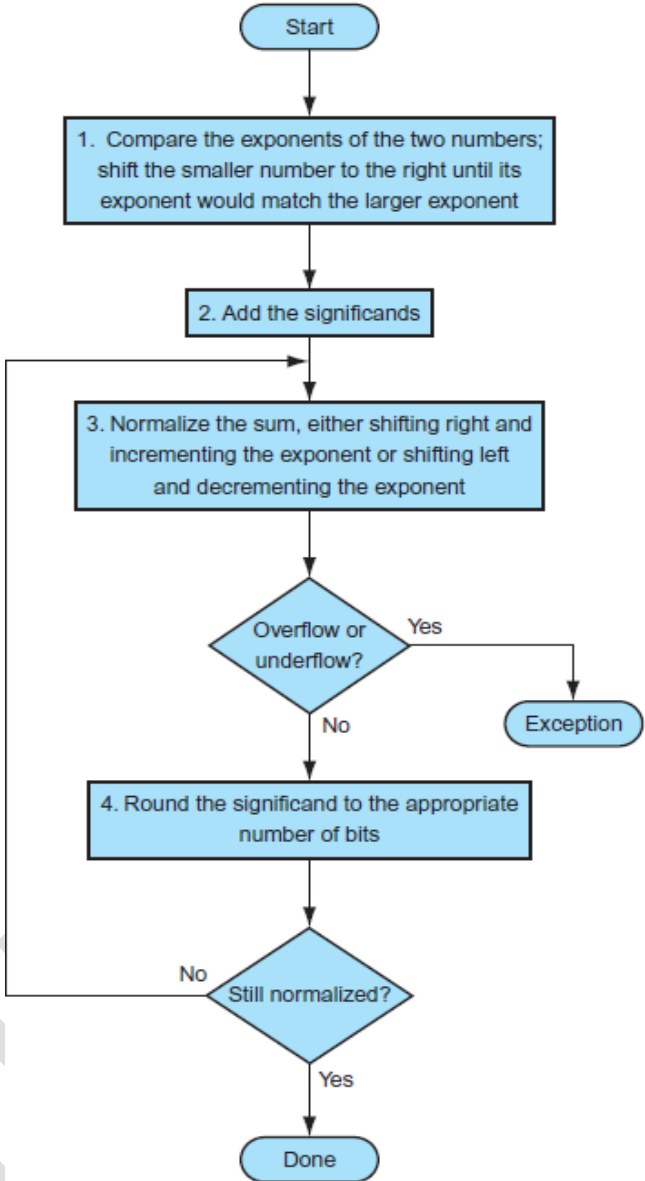 Start
1. Compare the exponents of the two numbers;
shift the smaller number to the right until its
exponent would match the larger exponent
2. Add the significands
3. Normalize the sum, either shifting right and
incrementing the exponent or shifting left
and decrementing the exponent
Overflow or
underflow?
Yes
No
Exception
4. Round the significand to the appropriate
number of bits
No
Still normalized?
Yes
Done